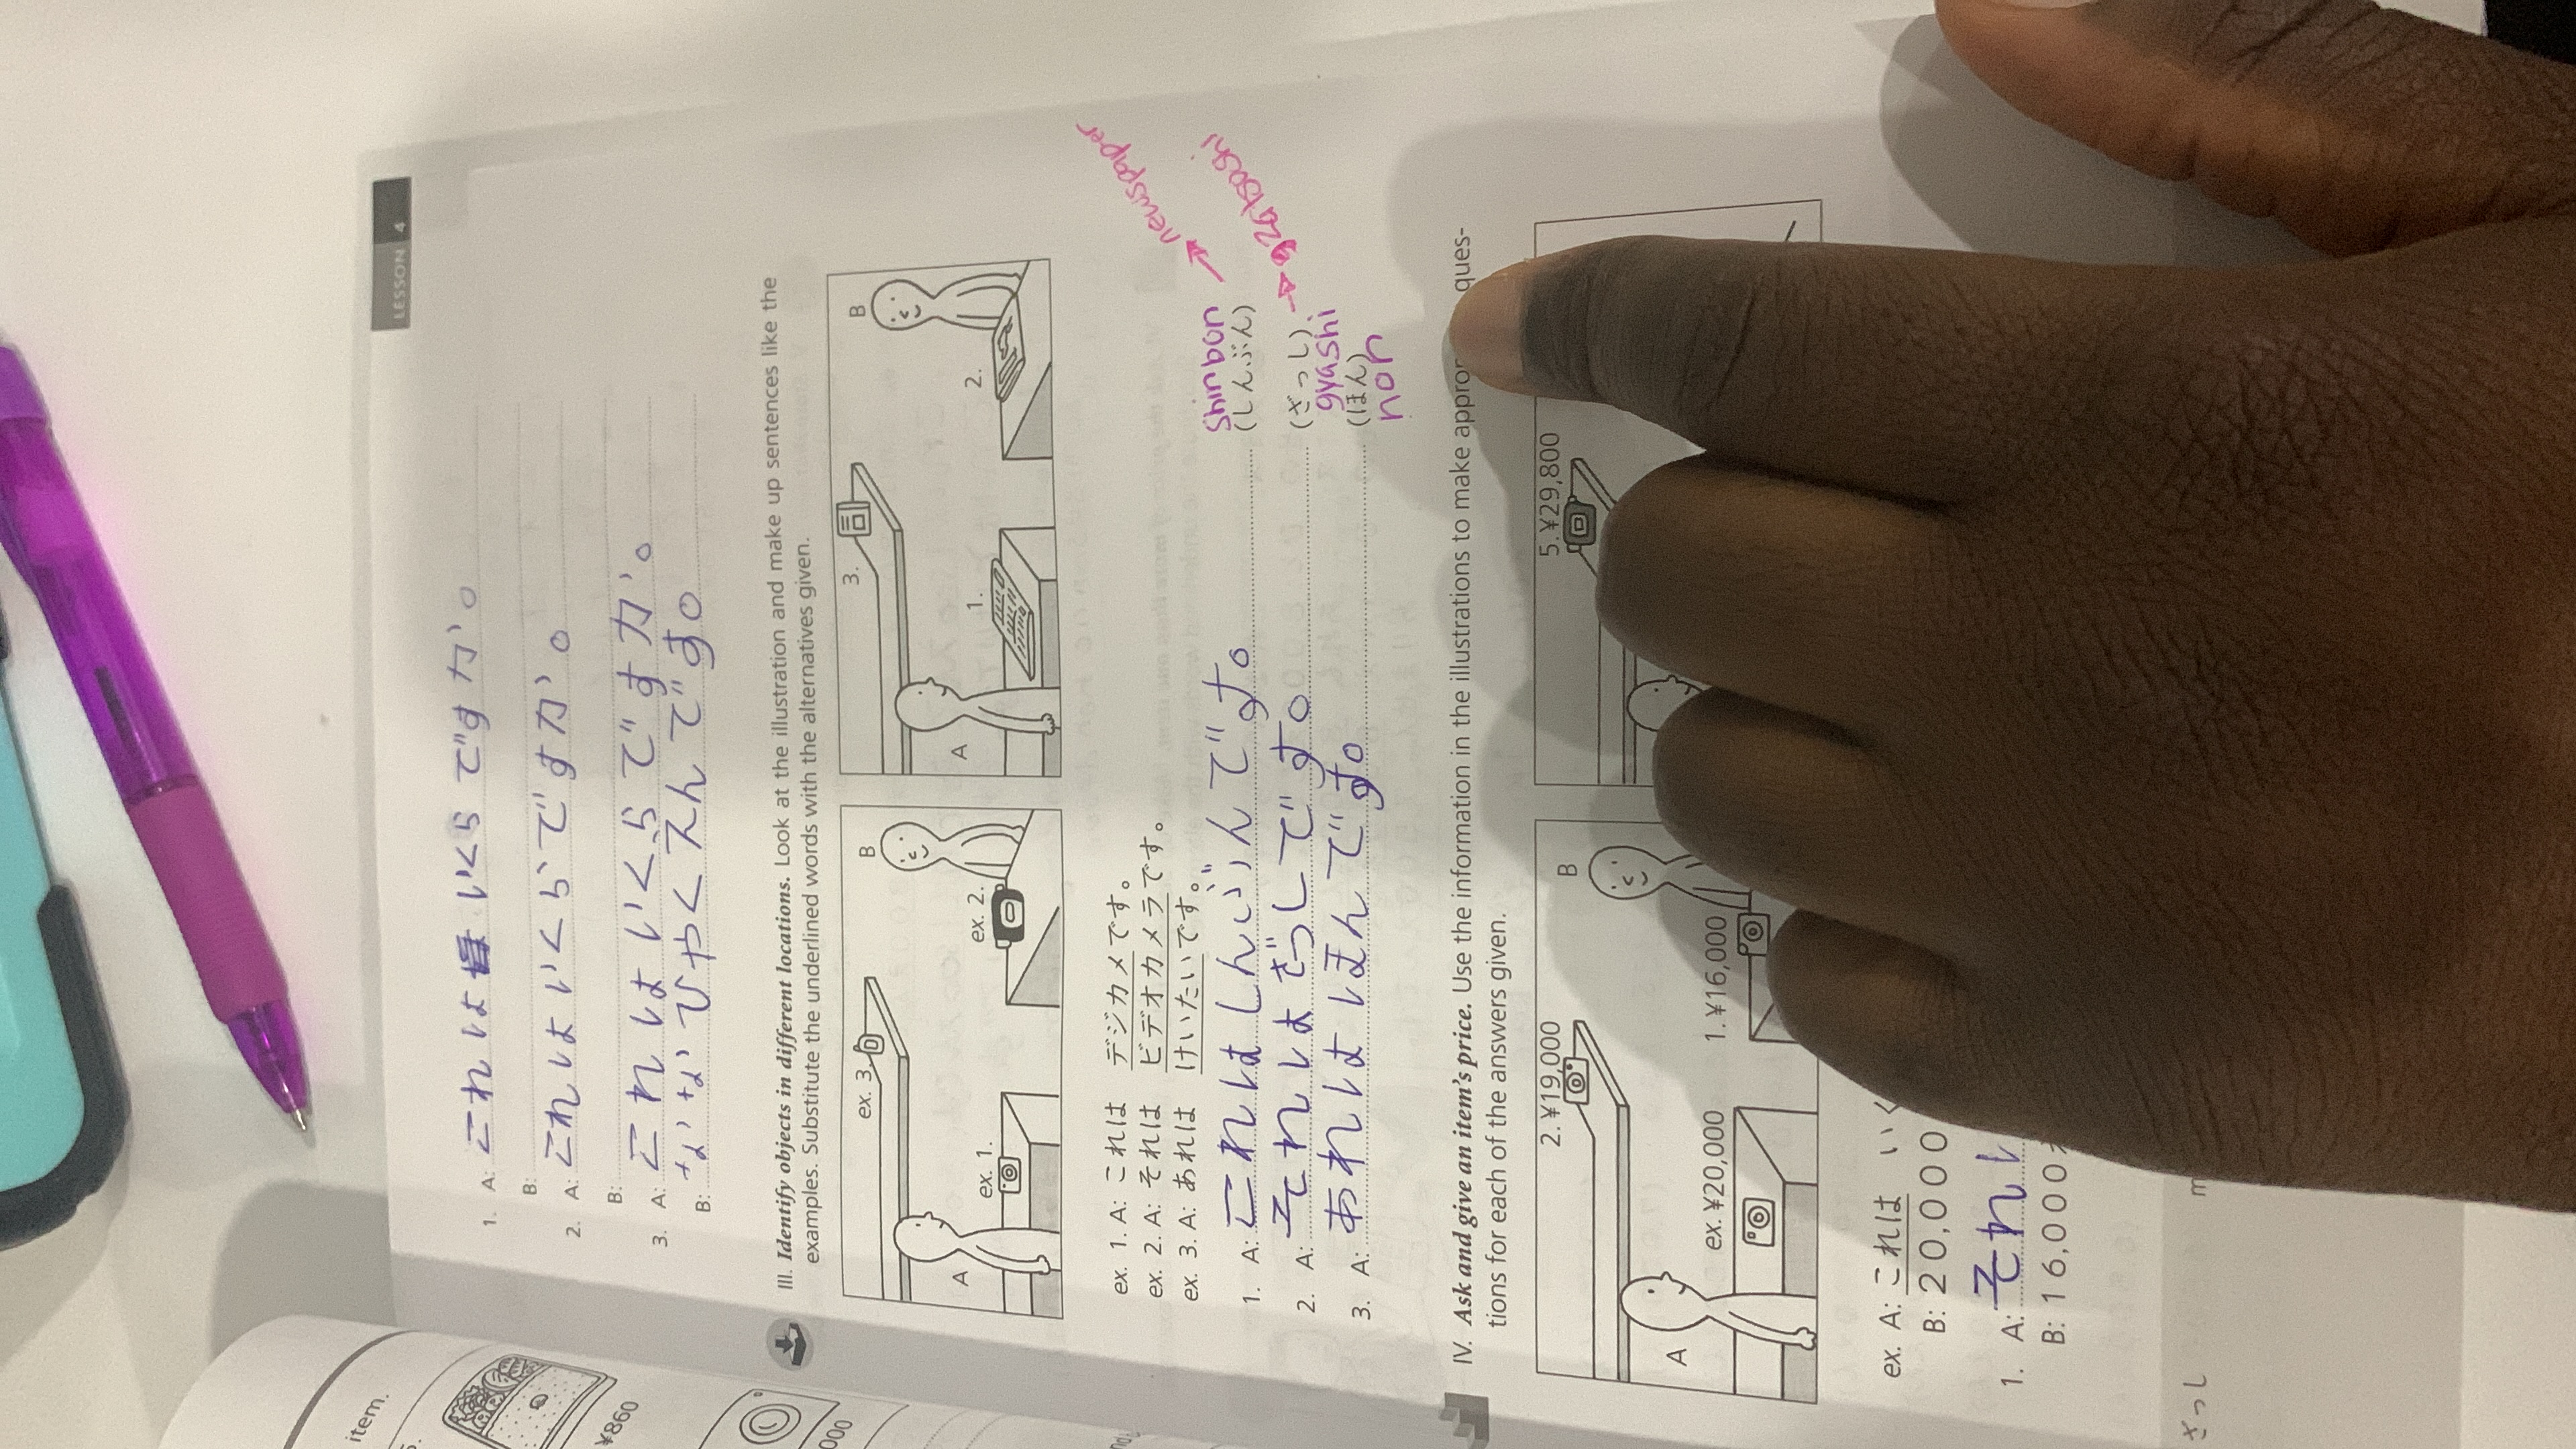 item.
5.
¥860
000
LESSON 4
1. A: これ は いくら です か。
B:
2. A: これ は いくら ですか。
B:
3. A: これ は いくら です か。
B: なな ひやく えん です。
III. Identify objects in different locations. Look at the illustration and make up sentences like the
examples. Substitute the underlined words with the alternatives given.
ex. 3.
B
A
ex. 1.
ex. 2.
3.
B
A
1.
2.
ex. 1. A: これは デジカメです。
ex. 2. A: それは ビデオカメラです。
ex. 3. A: あれは けいたいです。
newspaper
Shinbon
1. A: これ は しんぶん です。 (しんぶん)
gzatsoshi
2. A: それ は ざっし です。 (ざっし)
gyashi
3. A: あれ は ほん です。 (ほん)
non
IV. Ask and give an item's price. Use the information in the illustrations to make ques-
tions for each of the answers given.
2. ¥19,000
B
A
ex. ¥20,000
1. ¥16,000
5. ¥29,800
ex. A: これは いく
B: 20,000
1. A: それ
B: 16,000
ざっし